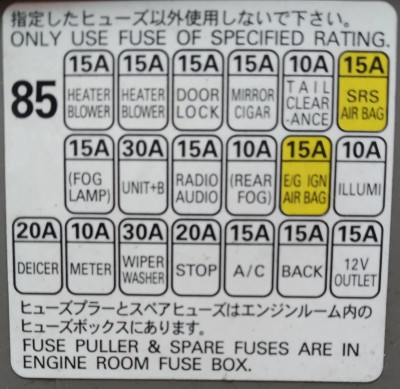 指定したヒューズ以外使用しないで下さい。
ONLY USE FUSE OF SPECIFIED RATING.
85
15A 15A 15A 15A 10A 15A
HEATER BLOWER HEATER BLOWER DOOR LOCK MIRROR CIGAR TAIL CLEAR -ANCE SRS AIR BAG
15A 30A 15A 10A 15A 10A
(FOG LAMP) UNIT+B RADIO AUDIO (REAR FOG) E/G IGN AIR BAG ILLUMI
20A 10A 30A 20A 15A 15A 15A
DEICER METER WIPER WASHER STOP A/C BACK 12V OUTLET
ヒューズプラーとスペアヒューズはエンジンルーム内の
ヒューズボックスにあります。
FUSE PULLER & SPARE FUSES ARE IN
ENGINE ROOM FUSE BOX.